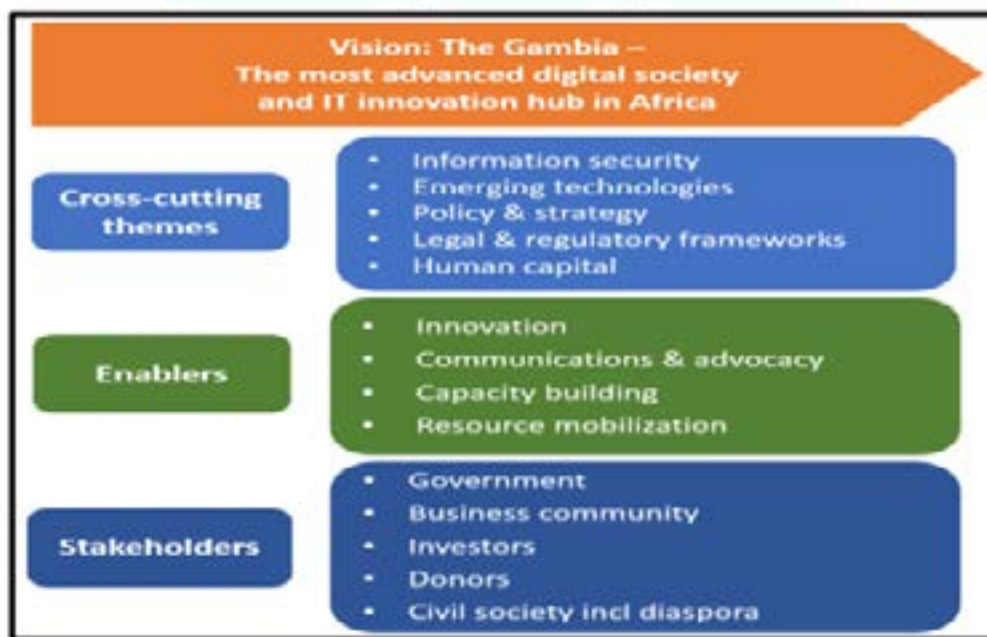 Vision: The Gambia –
The most advanced digital society
and IT innovation hub in Africa
Cross-cutting
themes
• Information security
• Emerging technologies
• Policy & strategy
• Legal & regulatory frameworks
• Human capital
Enablers
• Innovation
• Communications & advocacy
• Capacity building
• Resource mobilization
Stakeholders
• Government
• Business community
• Investors
• Donors
• Civil society incl diaspora